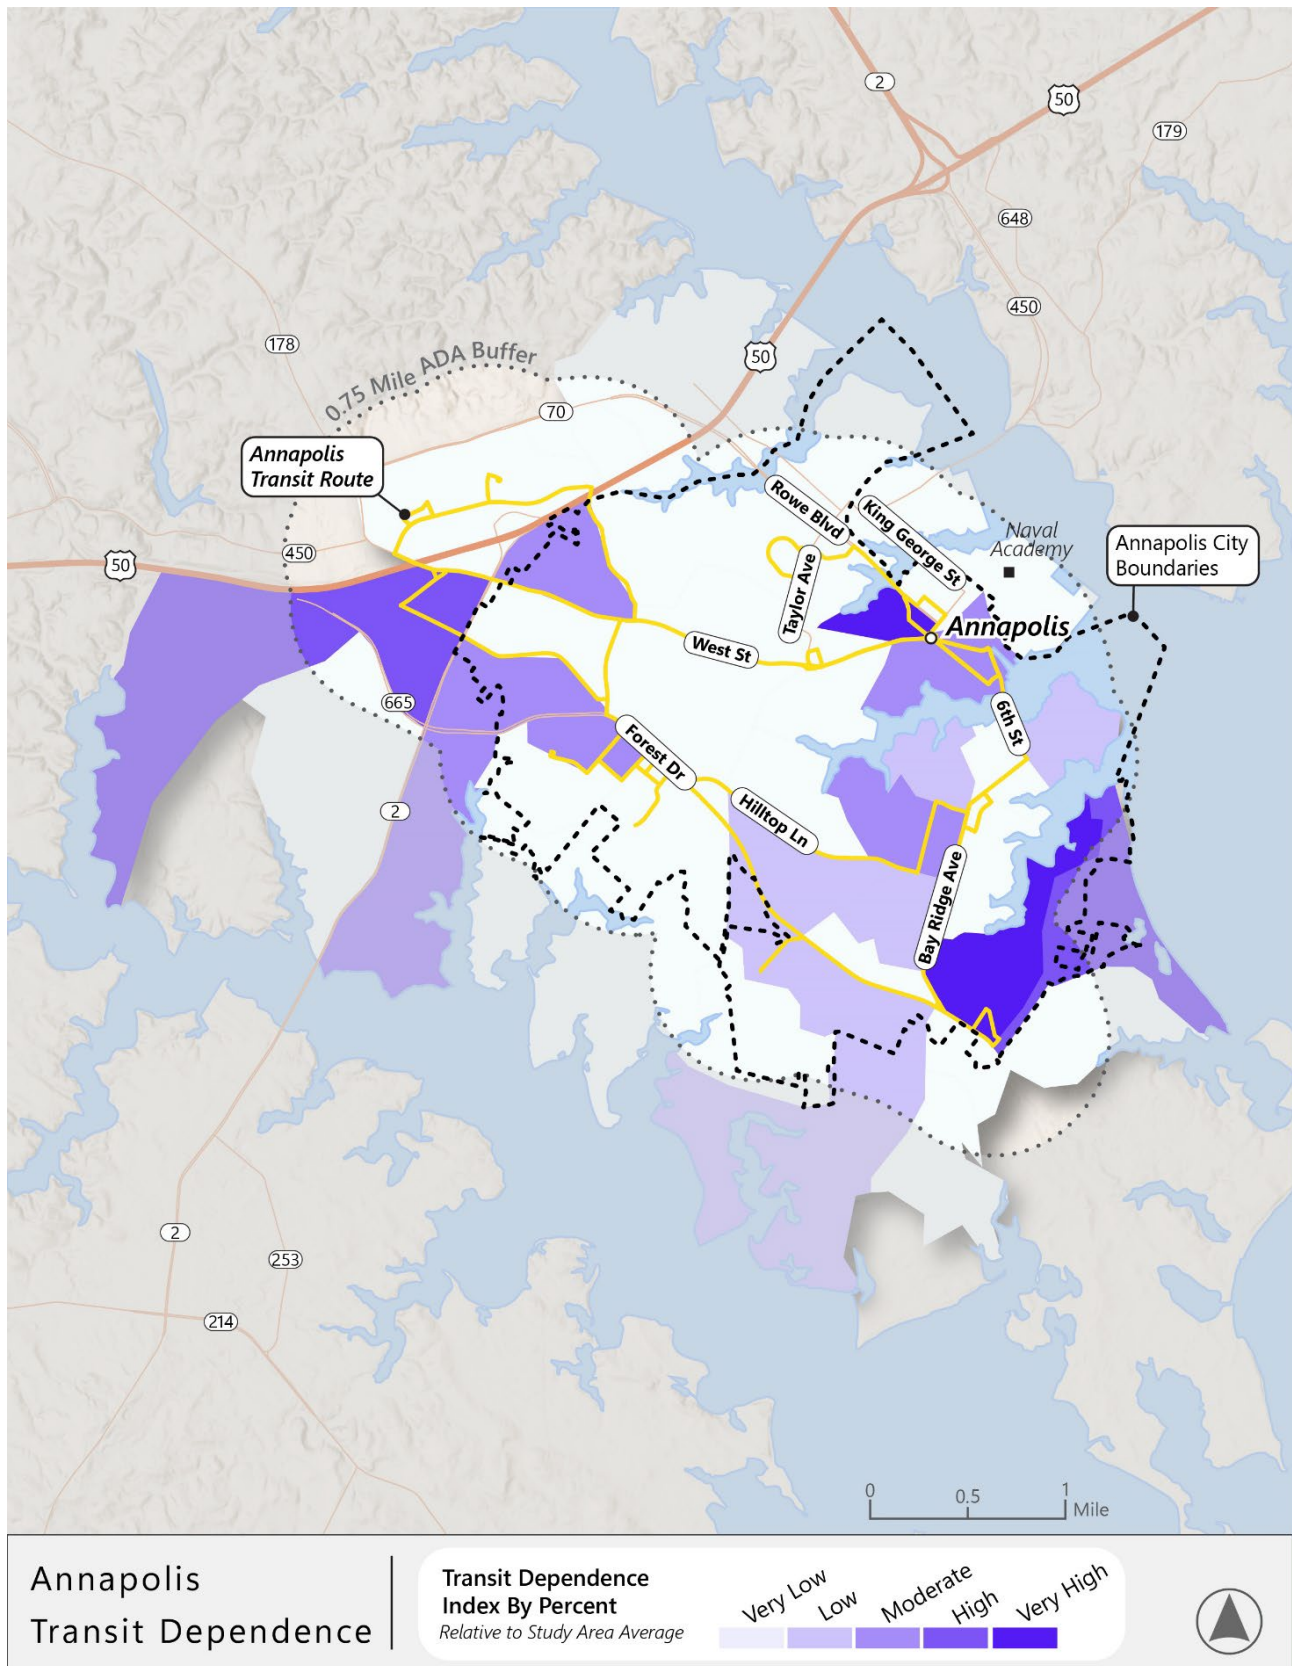 2
50
179
648
450
178
50
0.75 Mile ADA Buffer
70
Annapolis
Transit Route
Rowe Blvd
King George St
Naval
Academy
Annapolis City
Boundaries
450
50
Taylor Ave
Annapolis
West St
665
6th St
Forest Dr
2
Hilltop Ln
Bay Ridge Ave
2
253
214
0
0.5
1
Mile
Annapolis
Transit Dependence
Transit Dependence
Index By Percent
Relative to Study Area Average
Very Low
Low
Moderate
High
Very High